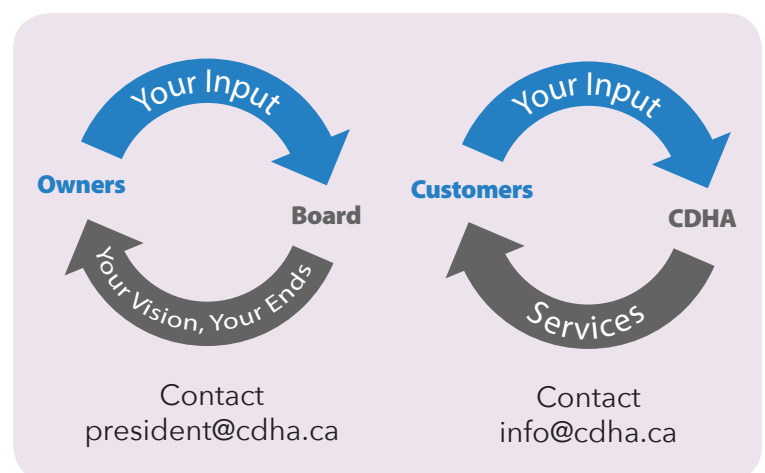 Your Input
Owners
Board
Your Vision, Your Ends
Contact
president@cdha.ca
Your Input
Customers
CDHA
Services
Contact
info@cdha.ca